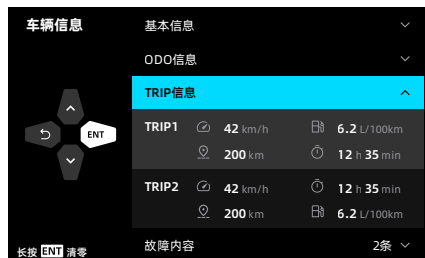 车辆信息
基本信息
ODO信息
TRIP信息
TRIP1 42 km/h 6.2 L/100km
200 km 12 h 35 min
TRIP2 42 km/h 12 h 35 min
200 km 6.2 L/100km
故障内容 2条
ENT
长按 ENT 清零